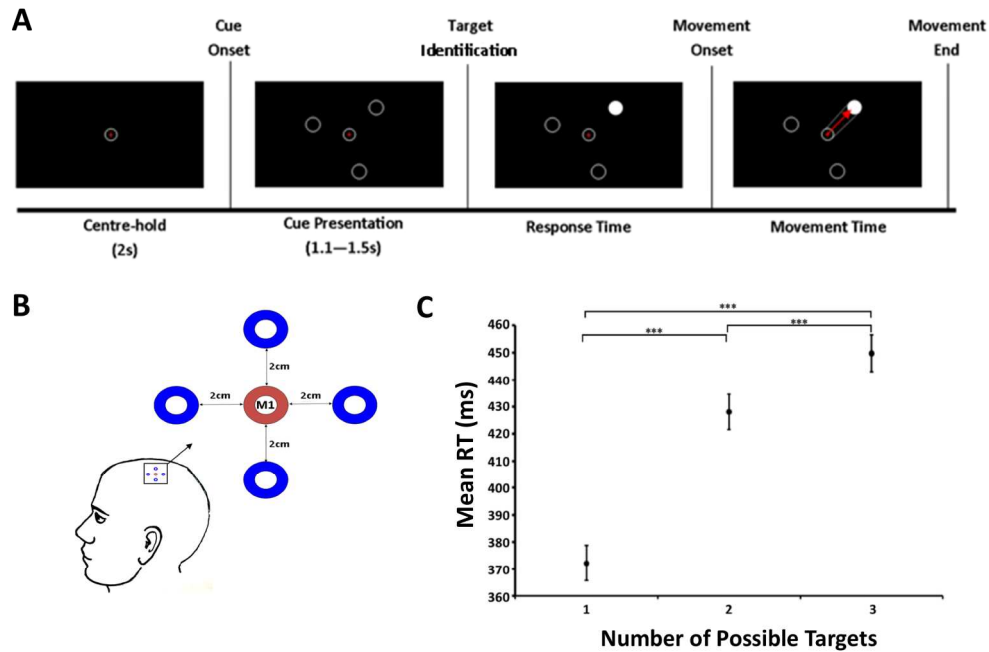 A
Cue
Onset
Target
Identification
Movement
Onset
Movement
End
Centre-hold
(2s)
Cue Presentation
(1.1—1.5s)
Response Time
Movement Time
B
2cm
2cm
M1
2cm
2cm
C
***
***
***
460
450
440
430
420
410
400
390
380
370
360
Mean RT (ms)
1
2
3
Number of Possible Targets